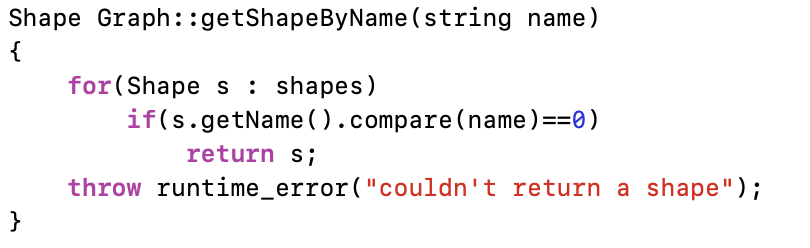 Shape Graph::getShapeByName(string name)
{
    for(Shape s : shapes)
        if(s.getName().compare(name)==0)
            return s;
    throw runtime_error("couldn't return a shape");
}